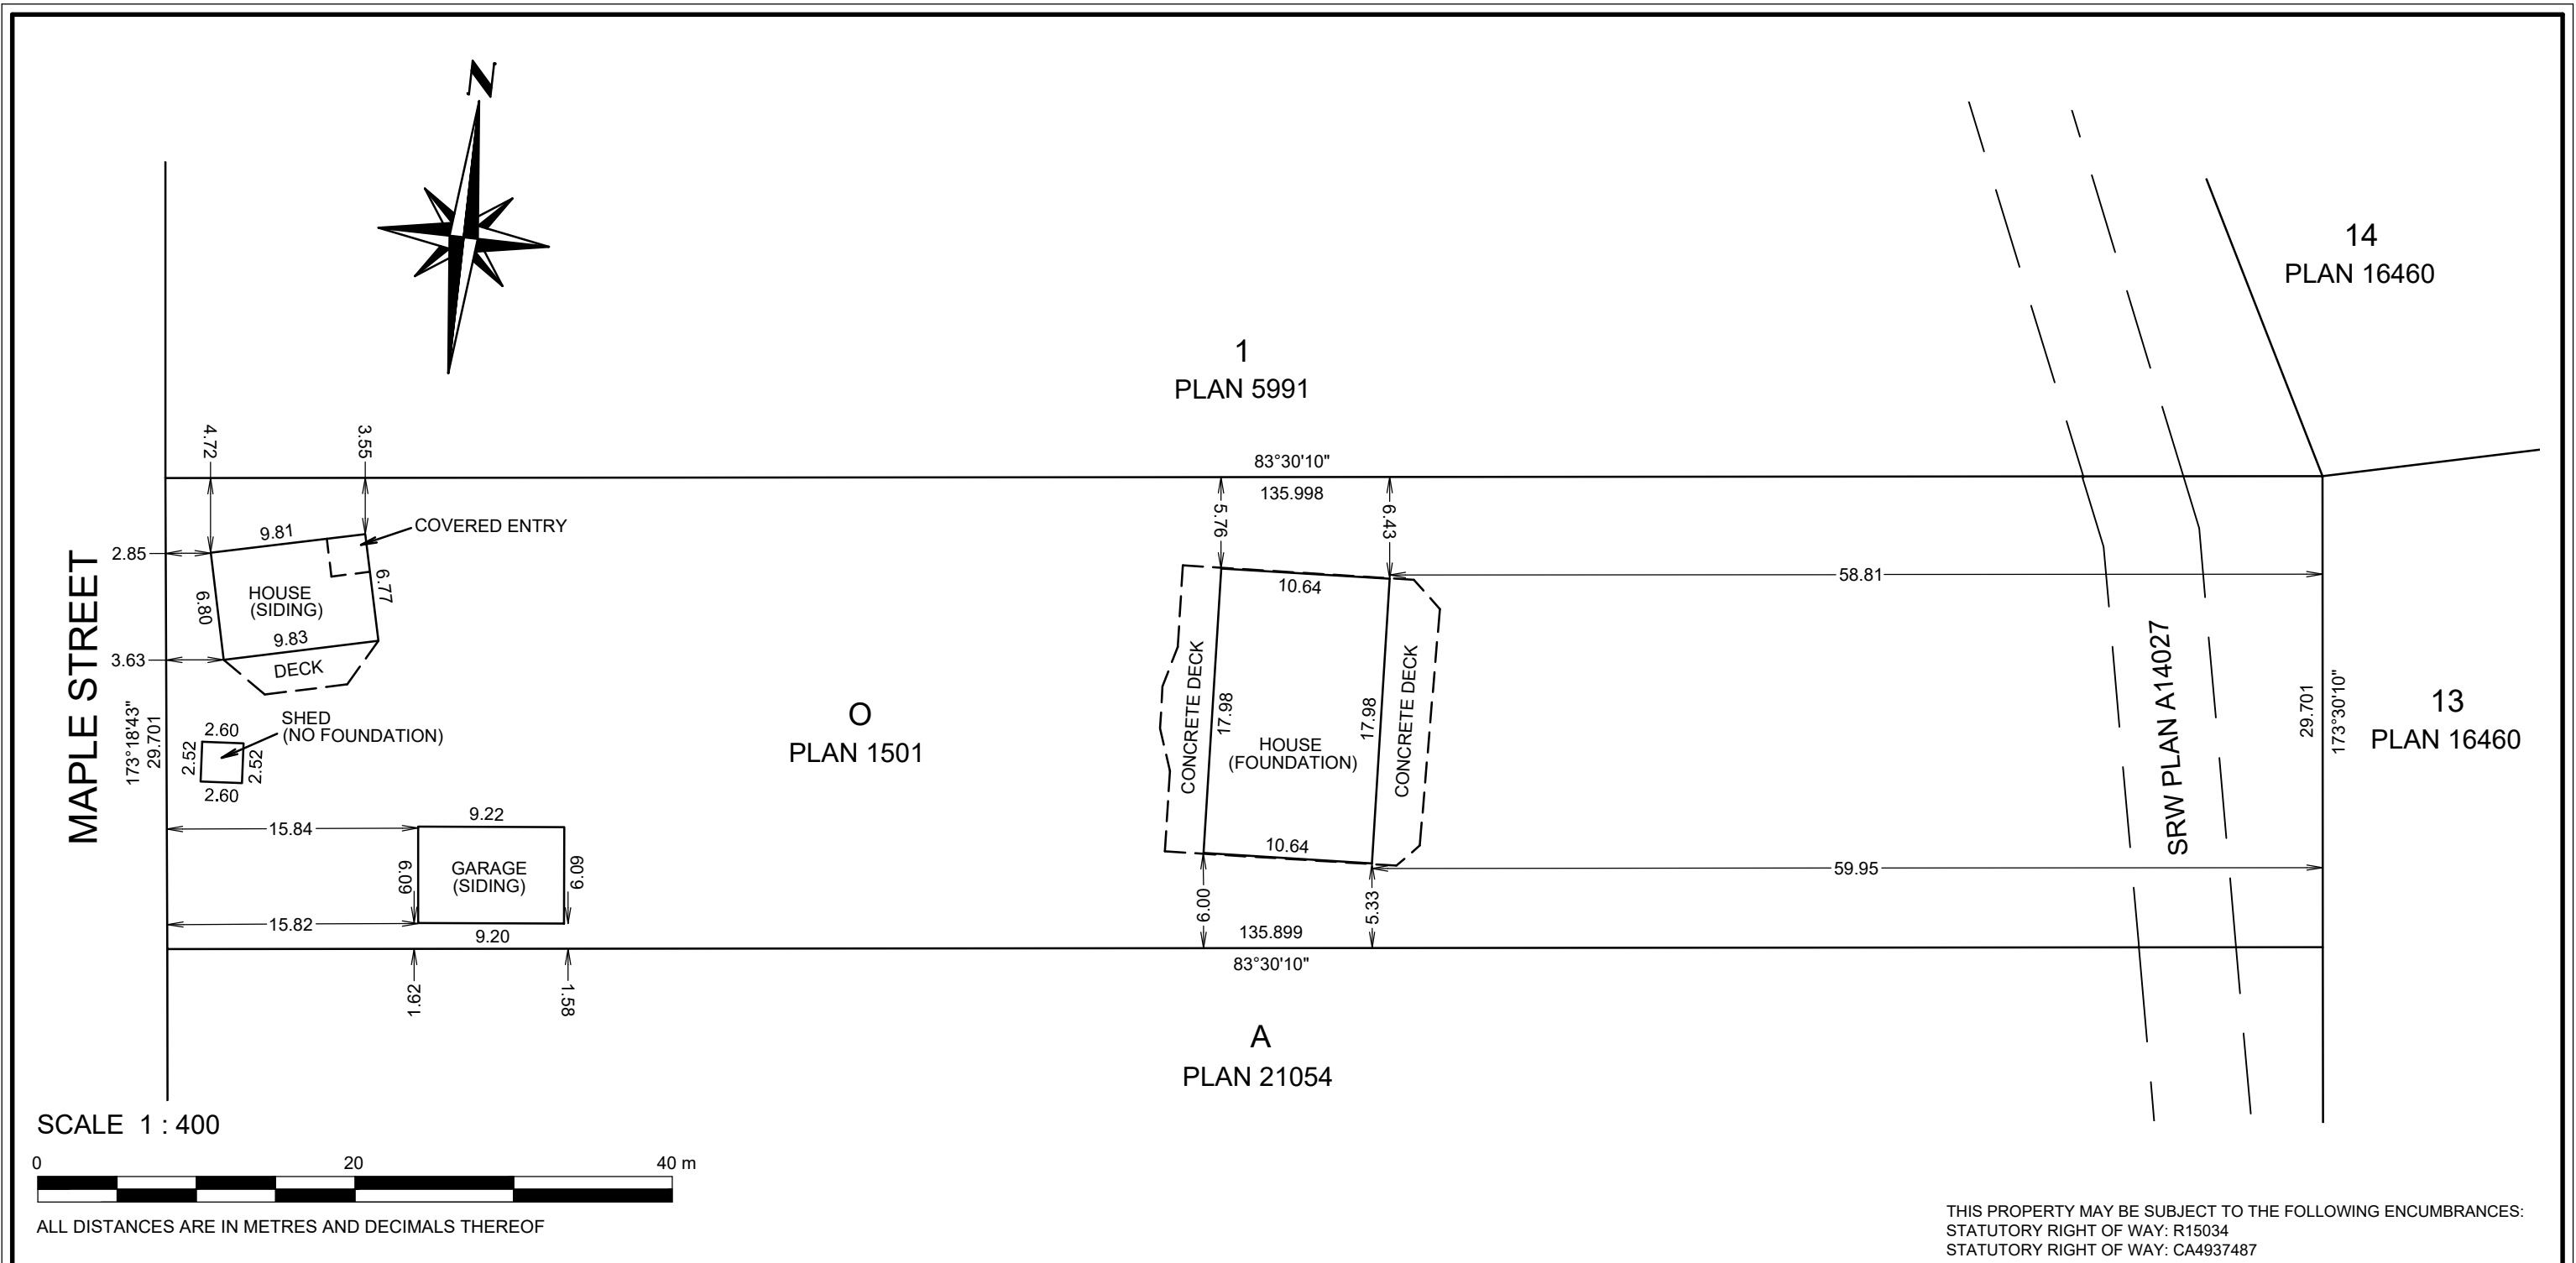 N
14
PLAN 16460
1
PLAN 5991
4.72
3.55
83°30'10"
135.998
COVERED ENTRY
9.81
2.85
5.76
6.43
58.81
10.64
HOUSE
(SIDING)
6.80
6.77
9.83
DECK
3.63
MAPLE STREET
173°18'43"
29.701
SHED
(NO FOUNDATION)
2.60
2.52
2.52
2.60
O
PLAN 1501
CONCRETE DECK
17.98
HOUSE
(FOUNDATION)
17.98
CONCRETE DECK
SRW PLAN A14027
29.701
173°30'10"
13
PLAN 16460
9.22
15.84
GARAGE
(SIDING)
6.09
6.09
10.64
59.95
15.82
9.20
6.00
5.33
135.899
83°30'10"
1.62
1.58
A
PLAN 21054
SCALE 1 : 400
0 20 40 m
ALL DISTANCES ARE IN METRES AND DECIMALS THEREOF
THIS PROPERTY MAY BE SUBJECT TO THE FOLLOWING ENCUMBRANCES:
STATUTORY RIGHT OF WAY: R15034
STATUTORY RIGHT OF WAY: CA4937487